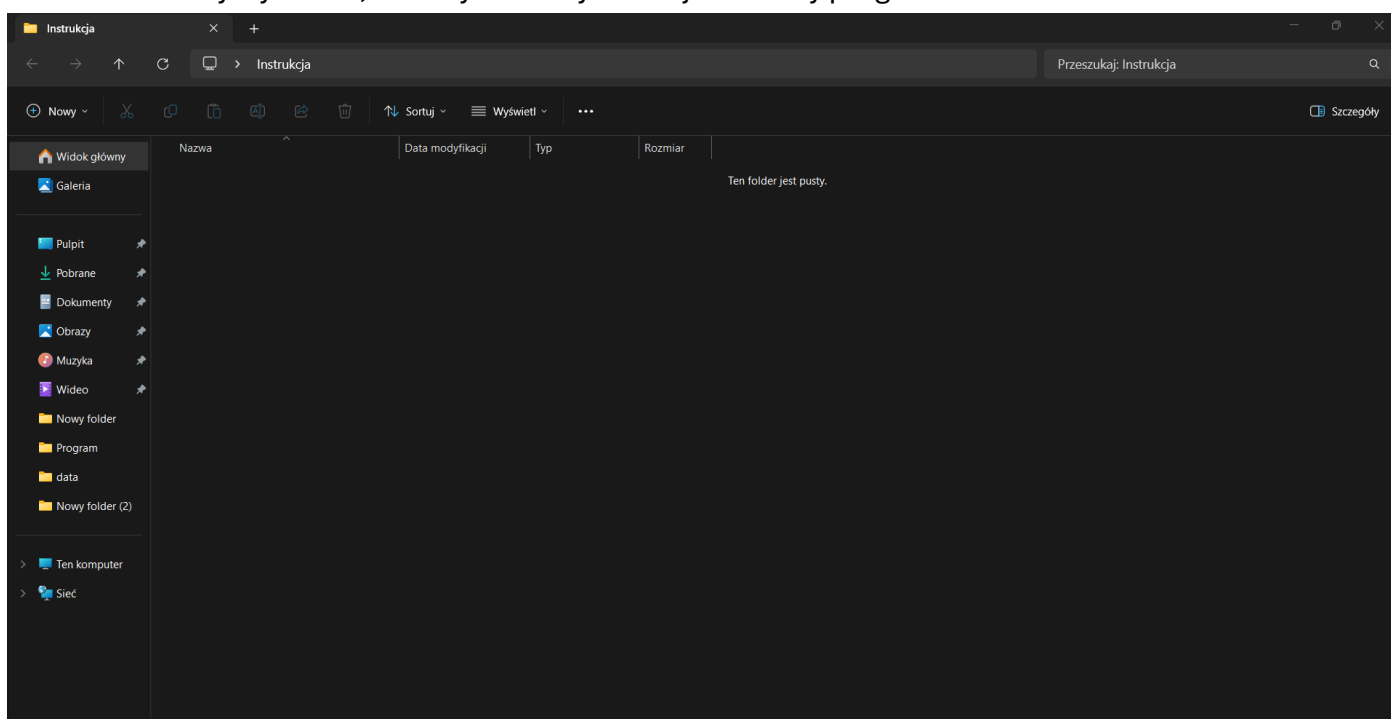 Instrukcja
Instrukcja
Przeszukaj: Instrukcja
Nowy
Sortuj
Wyświetl
Szczegóły
Nazwa Data modyfikacji Typ Rozmiar
Ten folder jest pusty.
Widok główny
Galeria
Pulpit
Pobrane
Dokumenty
Obrazy
Muzyka
Wideo
Nowy folder
Program
data
Nowy folder (2)
Ten komputer
Sieć